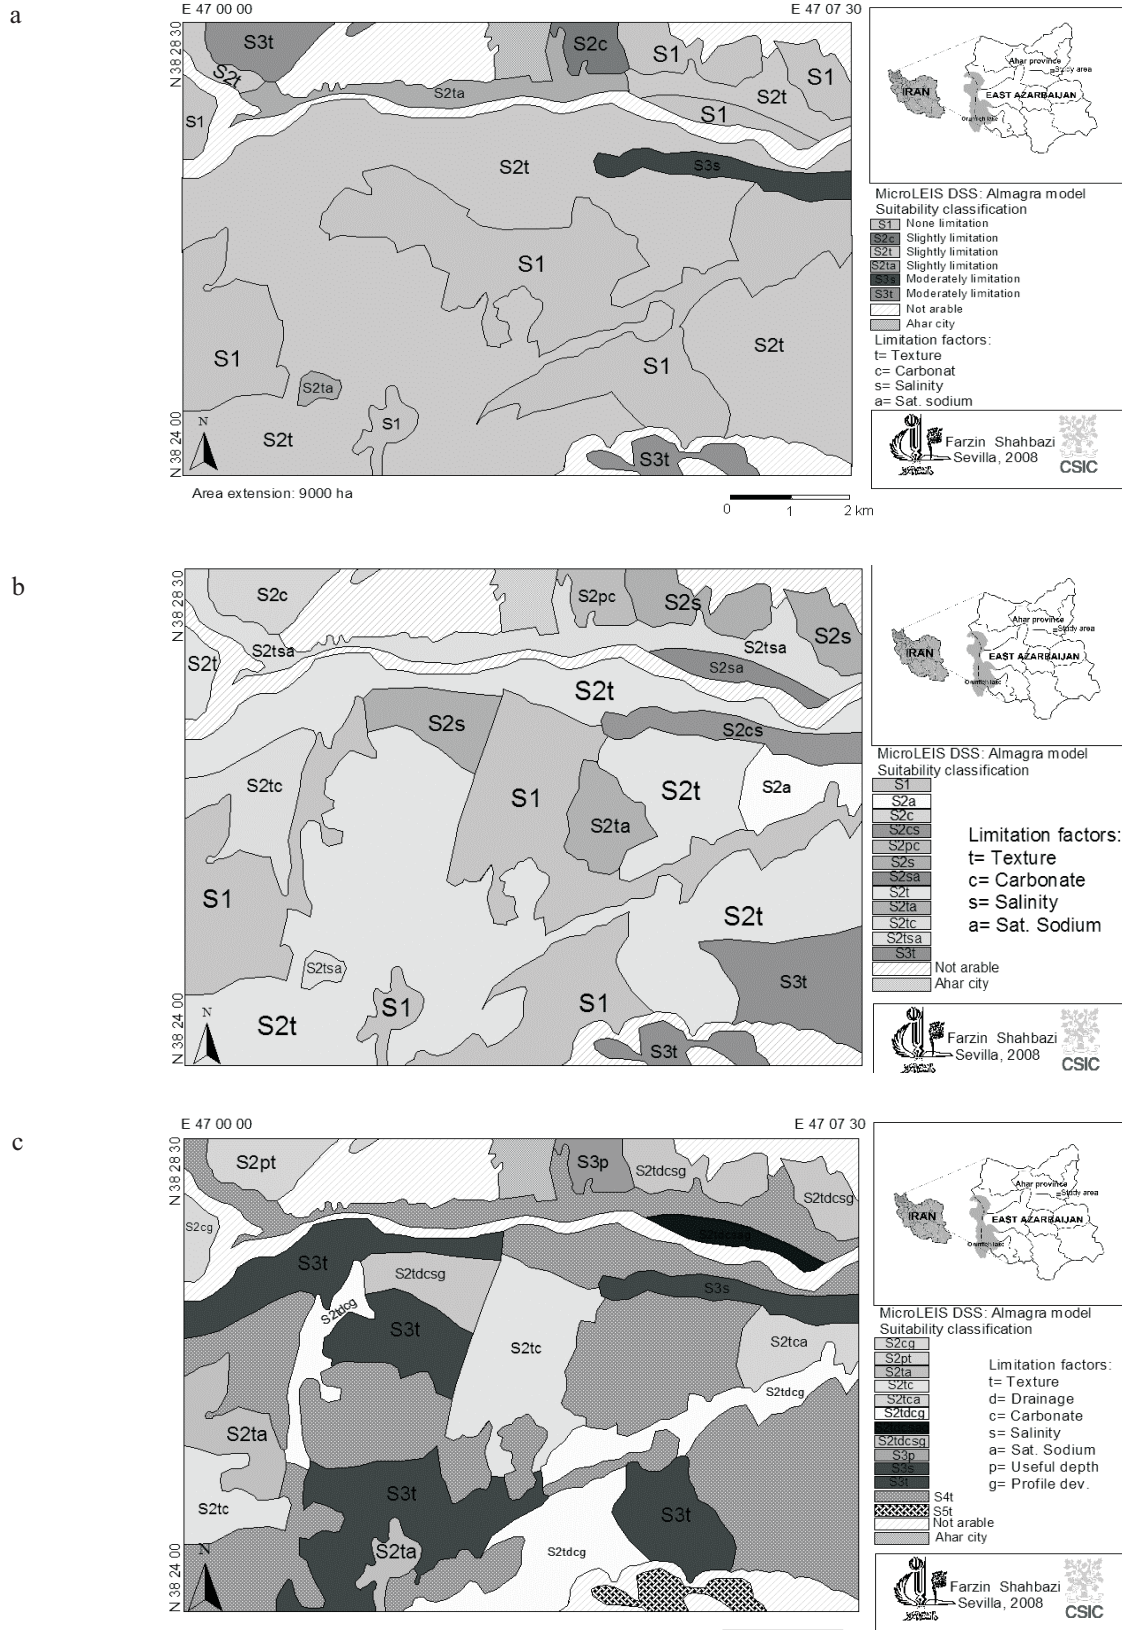 a
E 47 00 00
E 47 07 30
N 38 28 30
S3t
S2c
S1
S1
S2t
S2t
S2ta
S1
S1
S2t
S3s
S1
S1
S2t
S2ta
S1
S1
S2t
S3t
N 38 24 00
N
Area extension: 9000 ha
0 1 2 km
Ahar province
Study area
IRAN
EAST AZARBAIJAN
MicroLEIS DSS: Almagra model
Suitability classification
S1 None limitation
S2c Slightly limitation
S2t Slightly limitation
S2ta Slightly limitation
S3s Moderately limitation
S3t Moderately limitation
Not arable
Ahar city
Limitation factors:
t= Texture
c= Carbonat
s= Salinity
a= Sat. sodium
Farzin Shahbazi
Sevilla, 2008
CSIC
b
N 38 28 30
S2c
S2pc
S2s
S2s
S2t
S2tsa
S2tsa
S2sa
S2t
S2s
S2cs
S2tc
S1
S2t
S2a
S2ta
S1
S2t
S2tsa
S3t
S1
S1
S2t
S3t
N 38 24 00
N
Ahar province
Study area
IRAN
EAST AZARBAIJAN
MicroLEIS DSS: Almagra model
Suitability classification
S1
S2a
S2c
S2cs
S2pc
S2s
S2sa
S2t
S2ta
S2tc
S2tsa
S3t
Not arable
Ahar city
Limitation factors:
t= Texture
c= Carbonate
s= Salinity
a= Sat. Sodium
Farzin Shahbazi
Sevilla, 2008
CSIC
c
E 47 00 00
E 47 07 30
N 38 28 30
S2pt
S3p
S2tdcsg
S2tdcsg
S2cg
S3t
S2tdcsg
S3s
S2tdcg
S3t
S2tc
S2tca
S2tdcg
S2ta
S2tc
S3t
S3t
S2ta
S2tdcg
N 38 24 00
N
Ahar province
Study area
IRAN
EAST AZARBAIJAN
MicroLEIS DSS: Almagra model
Suitability classification
S2cg
S2pt
S2ta
S2tc
S2tca
S2tdcg
S2tdcsg
S3p
S3s
S3t
S4t
S5t
Not arable
Ahar city
Limitation factors:
t= Texture
d= Drainage
c= Carbonate
s= Salinity
a= Sat. Sodium
p= Useful depth
g= Profile dev.
Farzin Shahbazi
Sevilla, 2008
CSIC